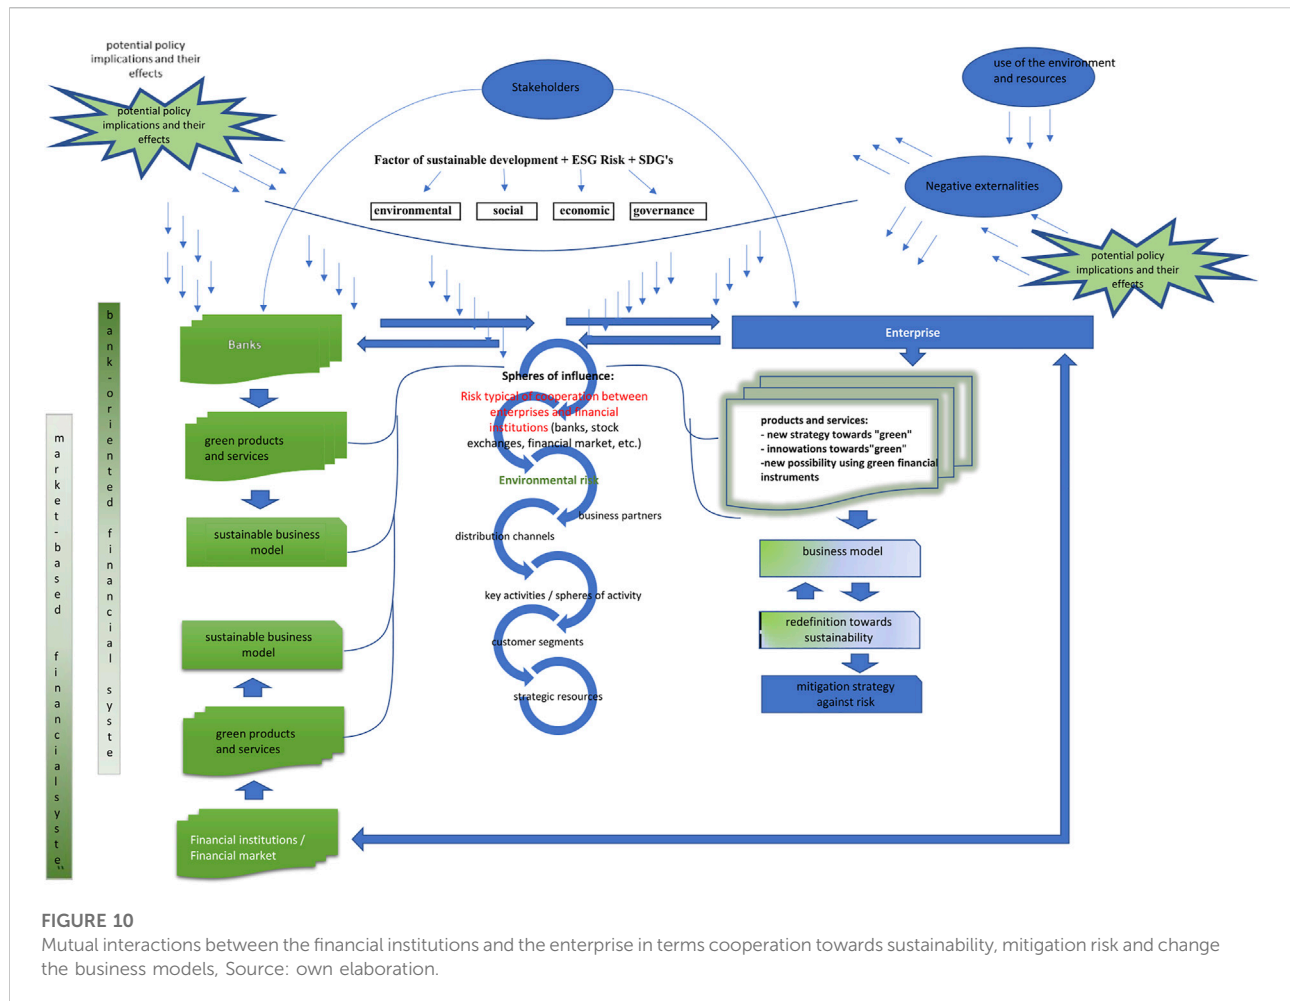 potential policy
implications and their
effects
potential policy
implications and their
effects
Stakeholders
use of the environment
and resources
Factor of sustainable development + ESG Risk + SDG's
environmental
social
economic
governance
Negative externalities
potential policy
implications and their
effects
bank-oriented financial syste
market-based financialsyste”
Banks
green products
and services
sustainable business
model
sustainable business
model
green products
and services
Financial institutions /
Financial market
Spheres of influence:
Risk typical of cooperation between
enterprises and financial
institutions (banks, stock
exchanges, financial market, etc.)
Environmental risk
business partners
distribution channels
key activities / spheres of activity
customer segments
strategic resources
Enterprise
products and services:
- new strategy towards "green"
- innovations towards"green"
-new possibility using green financial
instruments
business model
redefinition towards
sustainability
mitigation strategy
against risk
FIGURE 10
Mutual interactions between the financial institutions and the enterprise in terms cooperation towards sustainability, mitigation risk and change
the business models, Source: own elaboration.